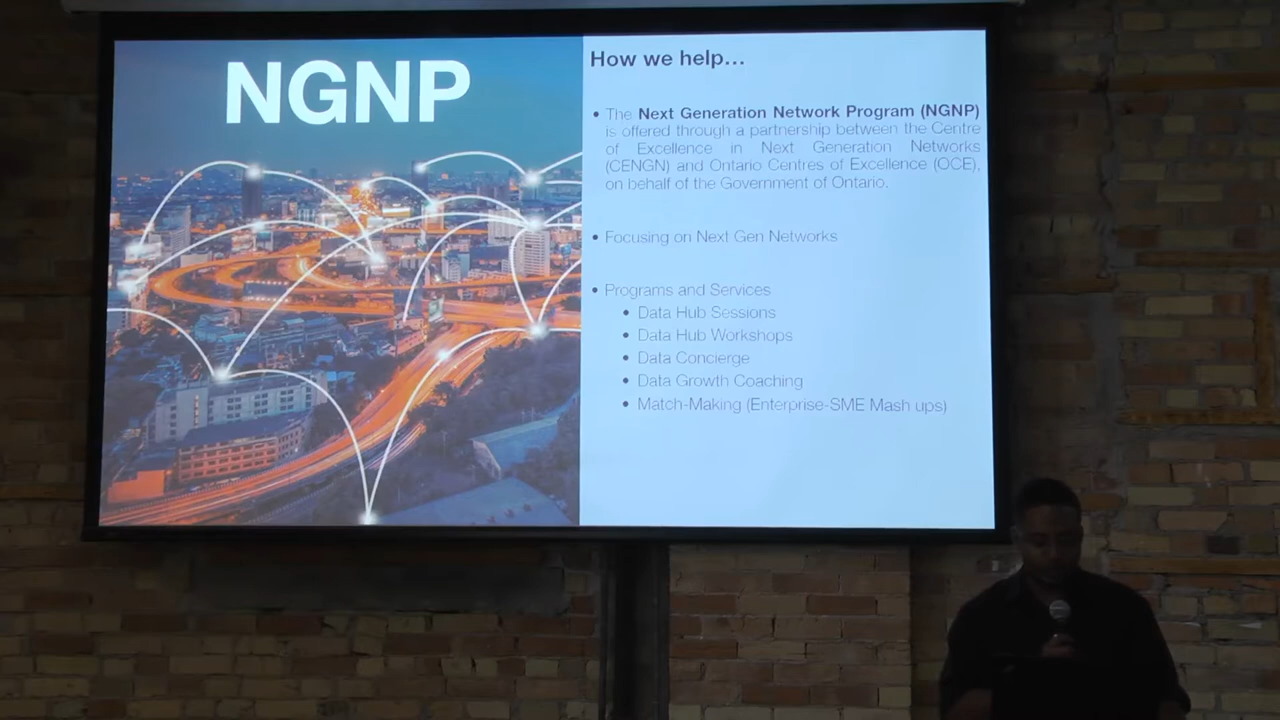 NGNP
How we help...
• The Next Generation Network Program (NGNP)
is offered through a partnership between the Centre
of Excellence in Next Generation Networks
(CENGN) and Ontario Centres of Excellence (OCE),
on behalf of the Government of Ontario.
• Focusing on Next Gen Networks
• Programs and Services
• Data Hub Sessions
• Data Hub Workshops
• Data Concierge
• Data Growth Coaching
• Match-Making (Enterprise-SME Mash ups)